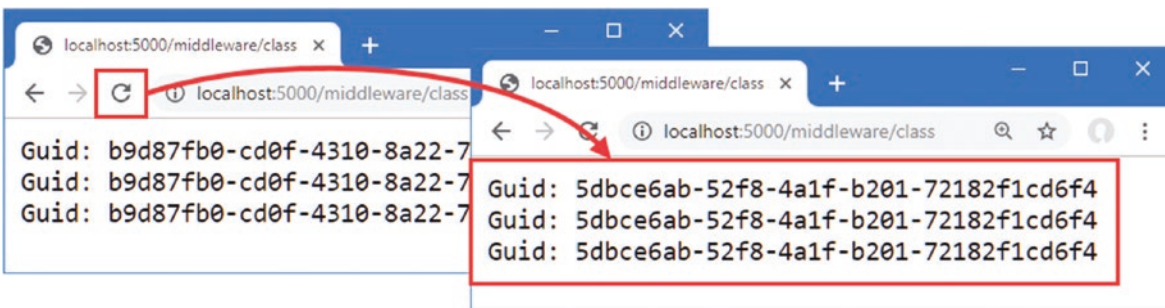 localhost:5000/middleware/class
localhost:5000/middleware/class
Guid: b9d87fb0-cd0f-4310-8a22-7
Guid: b9d87fb0-cd0f-4310-8a22-7
Guid: b9d87fb0-cd0f-4310-8a22-7
localhost:5000/middleware/class
localhost:5000/middleware/class
Guid: 5dbce6ab-52f8-4a1f-b201-72182f1cd6f4
Guid: 5dbce6ab-52f8-4a1f-b201-72182f1cd6f4
Guid: 5dbce6ab-52f8-4a1f-b201-72182f1cd6f4